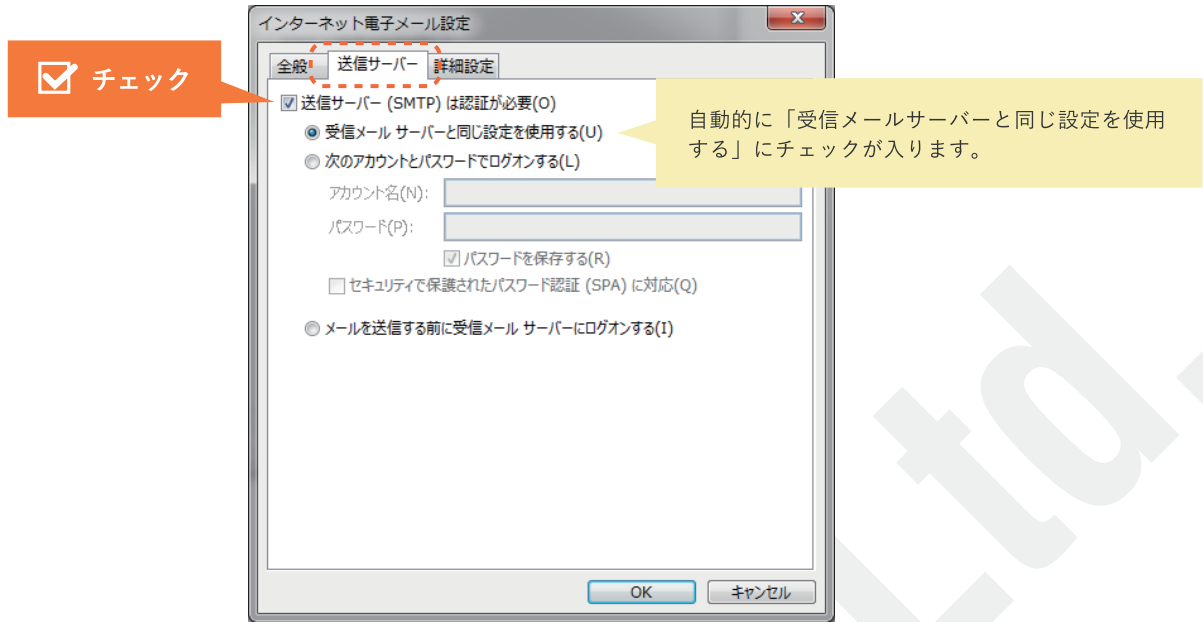 インターネット電子メール設定
チェック
全般
送信サーバー
詳細設定
送信サーバー (SMTP) は認証が必要(O)
受信メール サーバーと同じ設定を使用する(U)
自動的に「受信メールサーバーと同じ設定を使用
する」にチェックが入ります。
次のアカウントとパスワードでログオンする(L)
アカウント名(N):
パスワード(P):
パスワードを保存する(R)
セキュリティで保護されたパスワード認証 (SPA) に対応(Q)
メールを送信する前に受信メール サーバーにログオンする(I)
OK
キャンセル
Ltd.